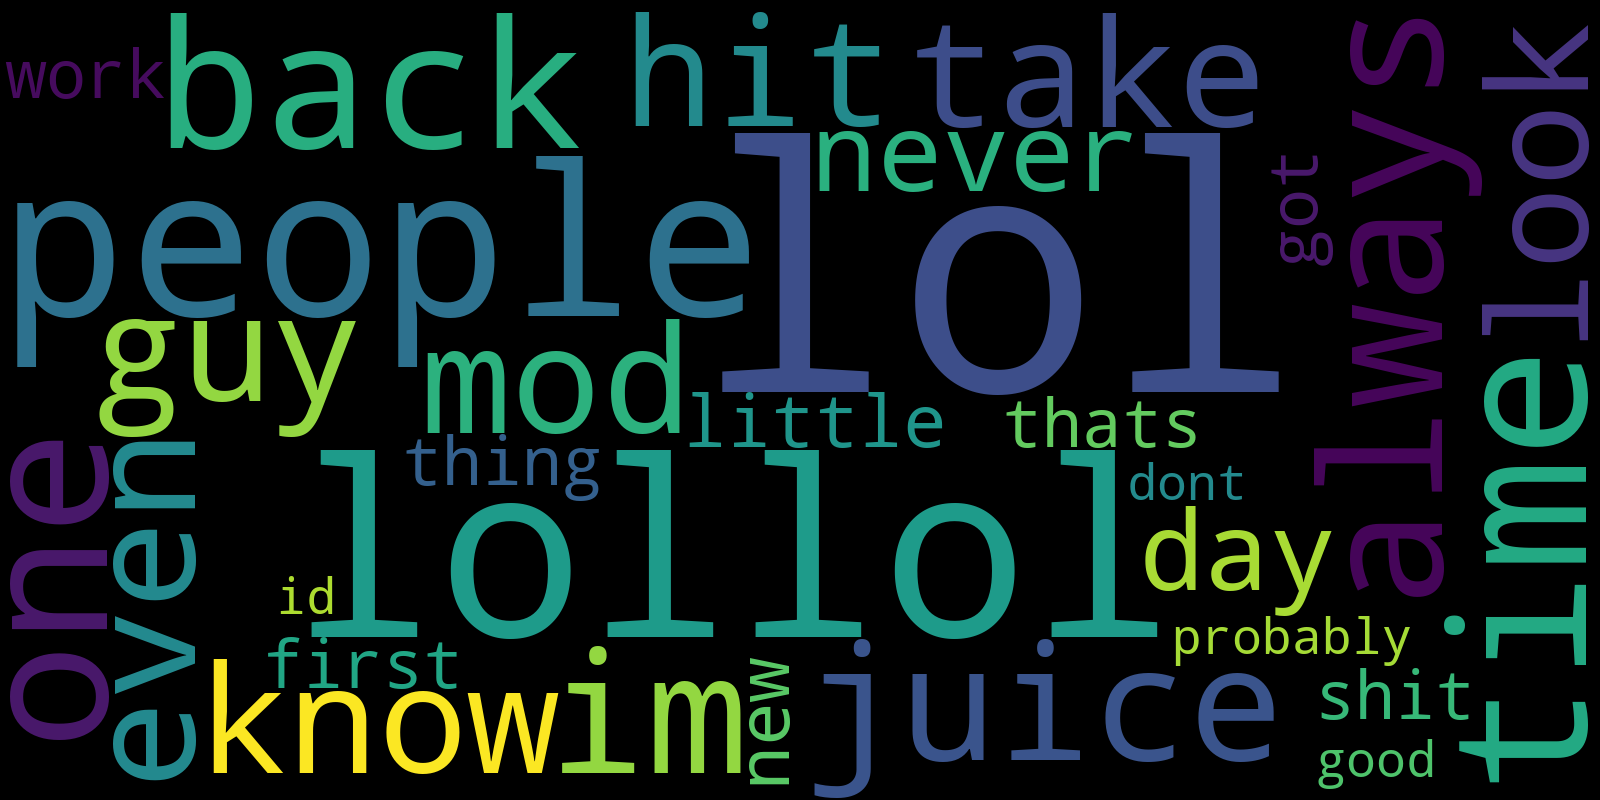 work
back
hit
take
always
look
never
people
lol
got
guy
mod
little
thats
time
one
even
thing
dont
lollol
day
id
first
probably
know
im
new
juice
shit
good